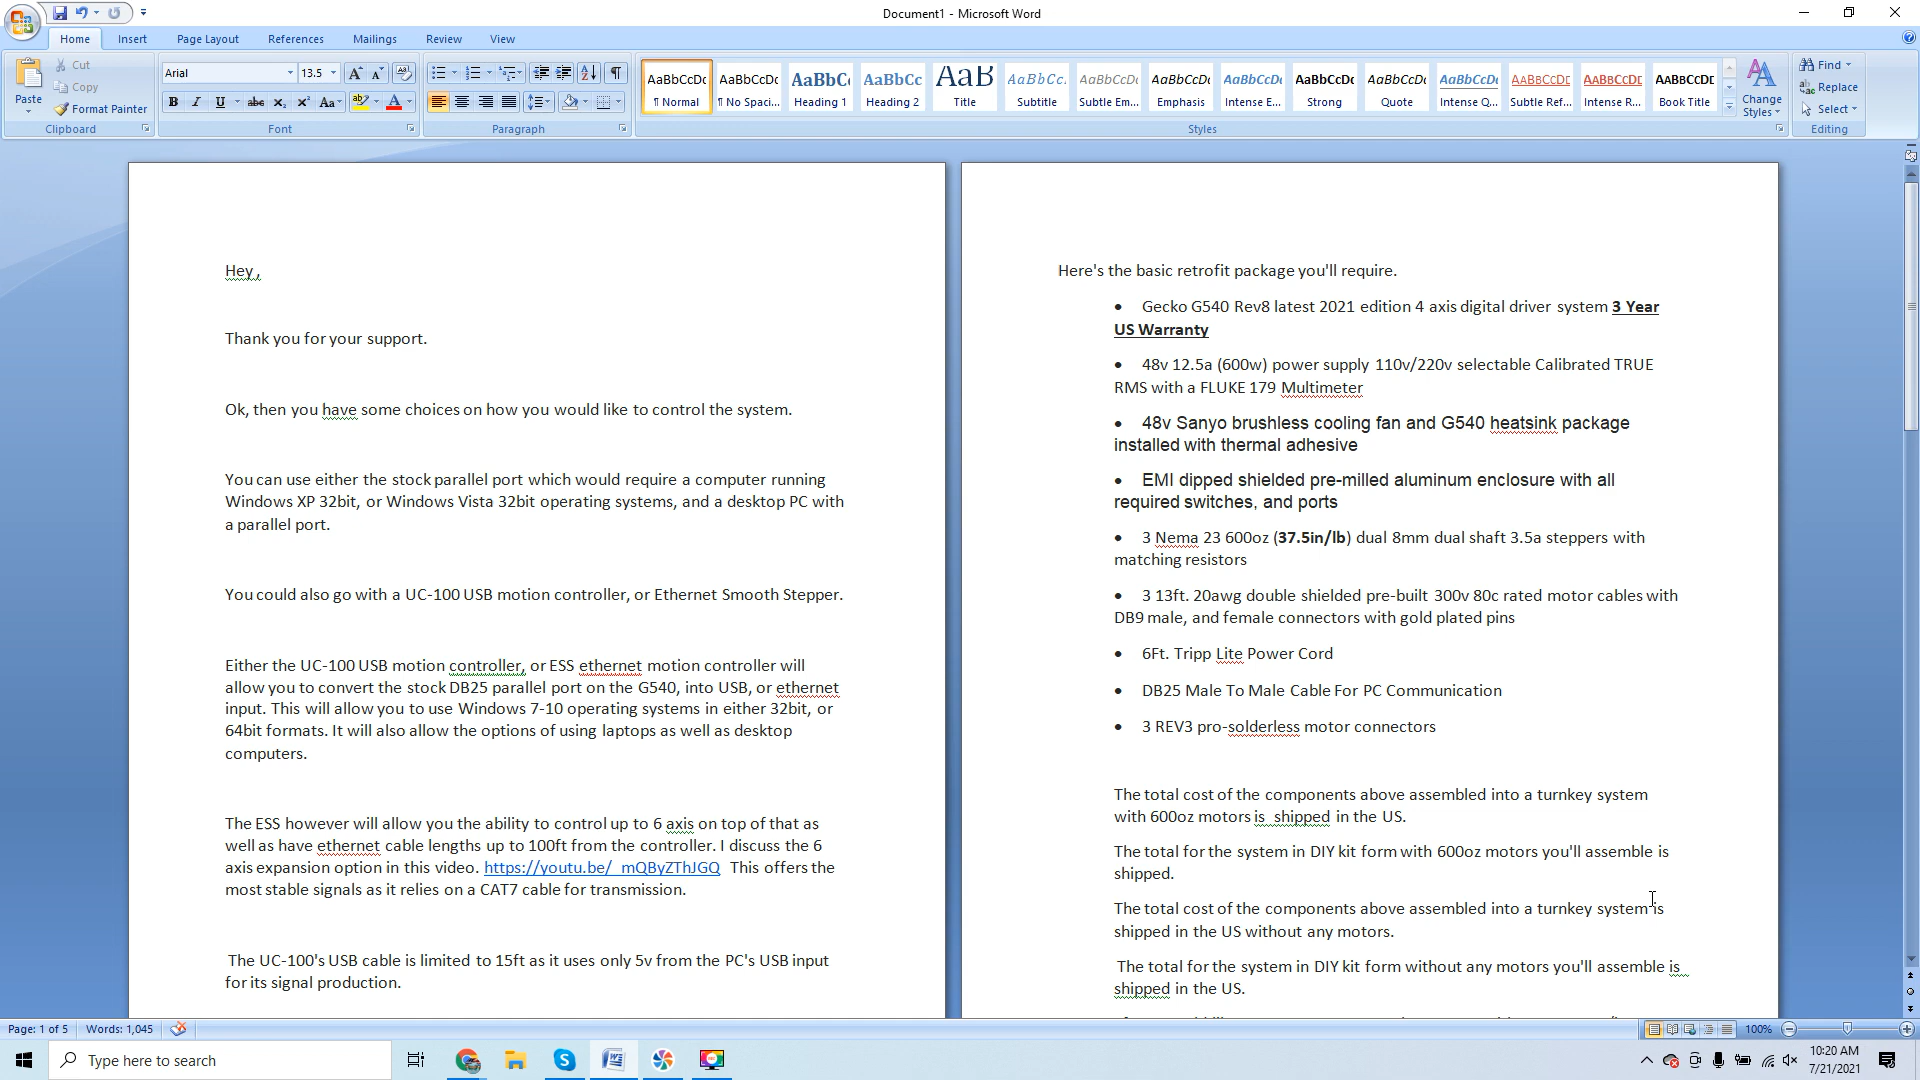 Document1 - Microsoft Word
Home Insert Page Layout References Mailings Review View
Paste
Cut
Copy
Format Painter
Clipboard
Arial 13.5
Font
Paragraph
AaBbCcDc AaBbCcDc AaBbCc AaBbCc AaB AaBbCc. AaBbCcDc AaBbCcDc AaBbCcDc AaBbCcDc AaBbCcDc AaBbCcDc AABBCCDC AABBCCDC AABBCCDC
¶ Normal ¶ No Spaci... Heading 1 Heading 2 Title Subtitle Subtle Em... Emphasis Intense E... Strong Quote Intense Q... Subtle Ref... Intense R... Book Title
Change Styles
Styles
Find
Replace
Select
Editing
Hey ,
Thank you for your support.
Ok, then you have some choices on how you would like to control the system.
You can use either the stock parallel port which would require a computer running
Windows XP 32bit, or Windows Vista 32bit operating systems, and a desktop PC with
a parallel port.
You could also go with a UC-100 USB motion controller, or Ethernet Smooth Stepper.
Either the UC-100 USB motion controller, or ESS ethernet motion controller will
allow you to convert the stock DB25 parallel port on the G540, into USB, or ethernet
input. This will allow you to use Windows 7-10 operating systems in either 32bit, or
64bit formats. It will also allow the options of using laptops as well as desktop
computers.
The ESS however will allow you the ability to control up to 6 axis on top of that as
well as have ethernet cable lengths up to 100ft from the controller. I discuss the 6
axis expansion option in this video. https://youtu.be/_mQByZThJGQ This offers the
most stable signals as it relies on a CAT7 cable for transmission.
The UC-100's USB cable is limited to 15ft as it uses only 5v from the PC's USB input
for its signal production.
Here's the basic retrofit package you'll require.
• Gecko G540 Rev8 latest 2021 edition 4 axis digital driver system 3 Year
US Warranty
• 48v 12.5a (600w) power supply 110v/220v selectable Calibrated TRUE
RMS with a FLUKE 179 Multimeter
• 48v Sanyo brushless cooling fan and G540 heatsink package
installed with thermal adhesive
• EMI dipped shielded pre-milled aluminum enclosure with all
required switches, and ports
• 3 Nema 23 600oz (37.5in/lb) dual 8mm dual shaft 3.5a steppers with
matching resistors
• 3 13ft. 20awg double shielded pre-built 300v 80c rated motor cables with
DB9 male, and female connectors with gold plated pins
• 6Ft. Tripp Lite Power Cord
• DB25 Male To Male Cable For PC Communication
• 3 REV3 pro-solderless motor connectors
The total cost of the components above assembled into a turnkey system
with 600oz motors is  shipped in the US.
The total for the system in DIY kit form with 600oz motors you'll assemble is
shipped.
The total cost of the components above assembled into a turnkey system is
shipped in the US without any motors.
The total for the system in DIY kit form without any motors you'll assemble is
shipped in the US.
Page: 1 of 5 Words: 1,045 100%
Type here to search
10:20 AM
7/21/2021